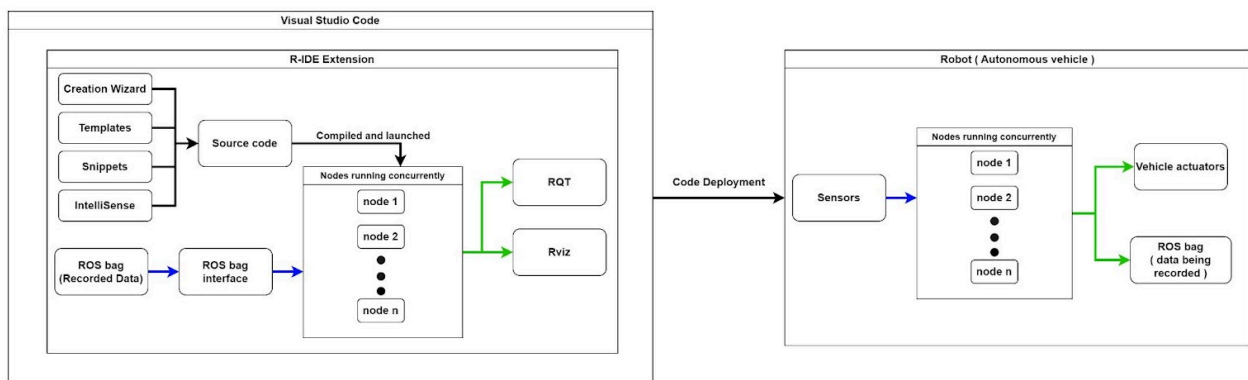 Visual Studio Code
R-IDE Extension
Creation Wizard
Templates
Snippets
IntelliSense
Source code
Compiled and launched
Nodes running concurrently
node 1
node 2
node n
ROS bag
(Recorded Data)
ROS bag
interface
RQT
Rviz
Code Deployment
Robot ( Autonomous vehicle )
Sensors
Nodes running concurrently
node 1
node 2
node n
Vehicle actuators
ROS bag
( data being
recorded )